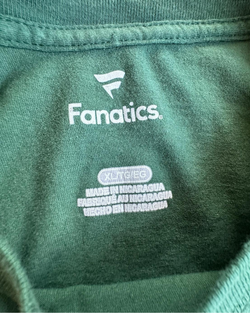 Fanatics.
XL/TG/EG
MADE IN NICARAGUA
FABRIQUÉ AU NICARAGUA
HECHO EN NICARAGUA